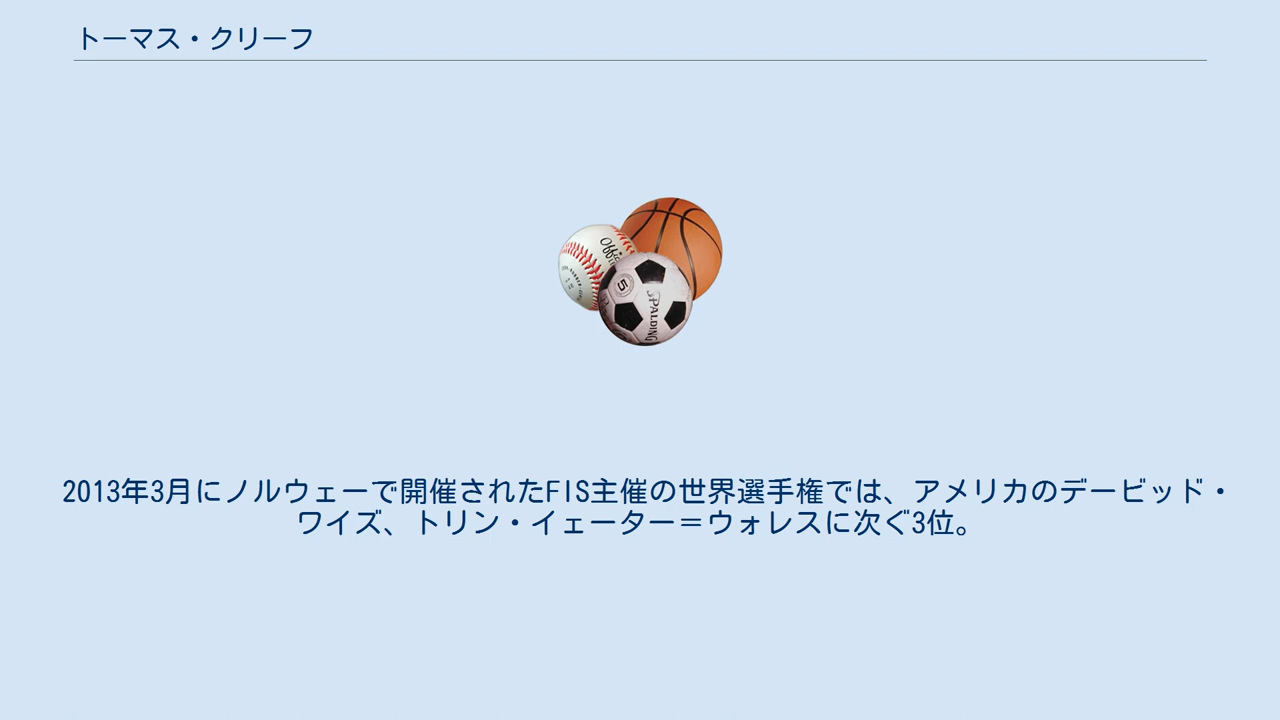 トーマス・クリーフ
Offici
5
SPALDING
2013年3月にノルウェーで開催されたFIS主催の世界選手権では、アメリカのデービッド・
ワイズ、トリン・イェーター＝ウォレスに次ぐ3位。